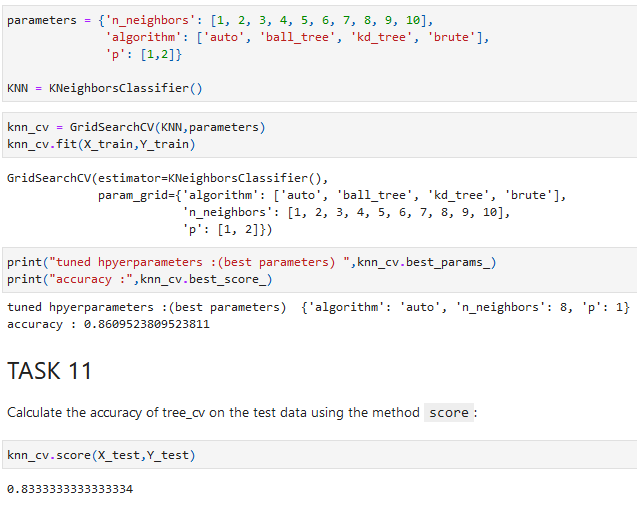 parameters = {'n_neighbors': [1, 2, 3, 4, 5, 6, 7, 8, 9, 10],
'algorithm': ['auto', 'ball_tree', 'kd_tree', 'brute'],
'p': [1,2]}
KNN = KNeighborsClassifier()
knn_cv = GridSearchCV(KNN,parameters)
knn_cv.fit(X_train,Y_train)
GridSearchCV(estimator=KNeighborsClassifier(),
param_grid={'algorithm': ['auto', 'ball_tree', 'kd_tree', 'brute'],
'n_neighbors': [1, 2, 3, 4, 5, 6, 7, 8, 9, 10],
'p': [1, 2]})
print("tuned hpyerparameters :(best parameters) ",knn_cv.best_params_)
print("accuracy :",knn_cv.best_score_)
tuned hpyerparameters :(best parameters)  {'algorithm': 'auto', 'n_neighbors': 8, 'p': 1}
accuracy : 0.8609523809523811
TASK 11
Calculate the accuracy of tree_cv on the test data using the method score:
knn_cv.score(X_test,Y_test)
0.8333333333333334